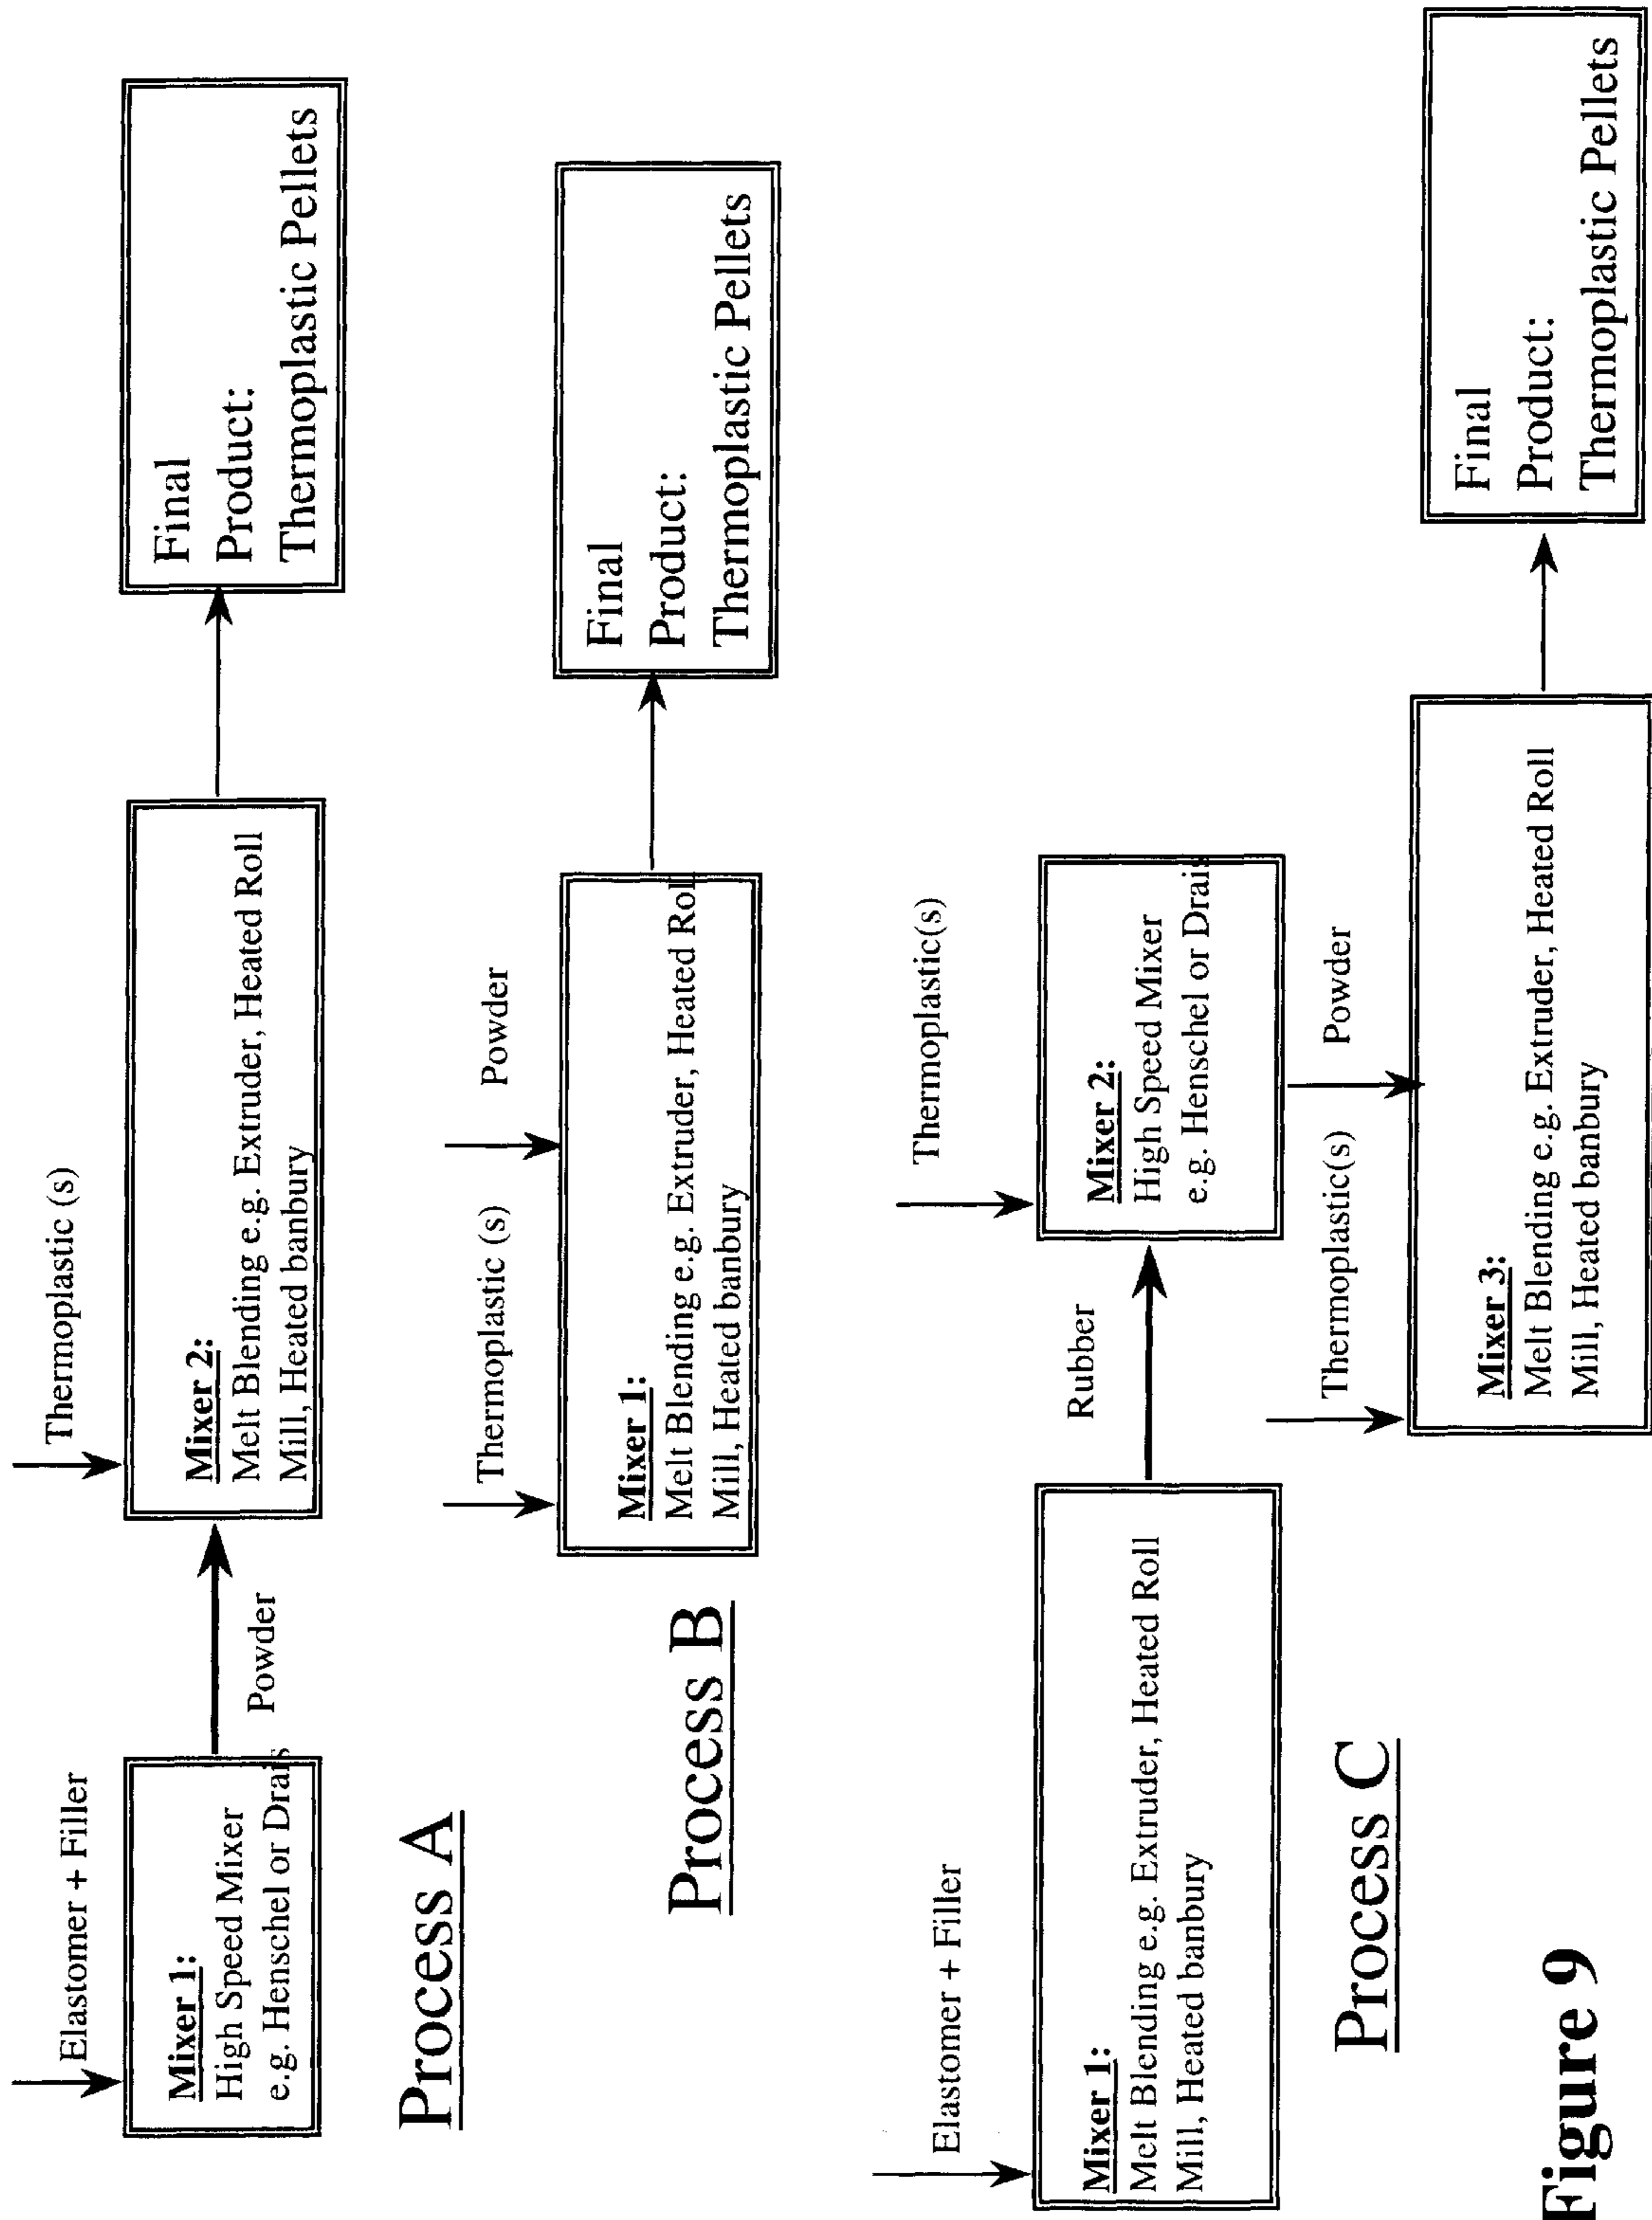 Elastomer + Filler
Mixer 1:
High Speed Mixer
e.g. Henschel or Drais
Powder
Thermoplastic (s)
Mixer 2:
Melt Blending e.g. Extruder, Heated Roll
Mill, Heated banbury
Final
Product:
Thermoplastic Pellets
Process A
Thermoplastic (s)
Powder
Mixer 1:
Melt Blending e.g. Extruder, Heated Roll
Mill, Heated banbury
Final
Product:
Thermoplastic Pellets
Process B
Elastomer + Filler
Mixer 1:
Melt Blending e.g. Extruder, Heated Roll
Mill, Heated banbury
Rubber
Thermoplastic(s)
Mixer 2:
High Speed Mixer
e.g. Henschel or Drais
Powder
Thermoplastic(s)
Mixer 3:
Melt Blending e.g. Extruder, Heated Roll
Mill, Heated banbury
Final
Product:
Thermoplastic Pellets
Process C
Figure 9